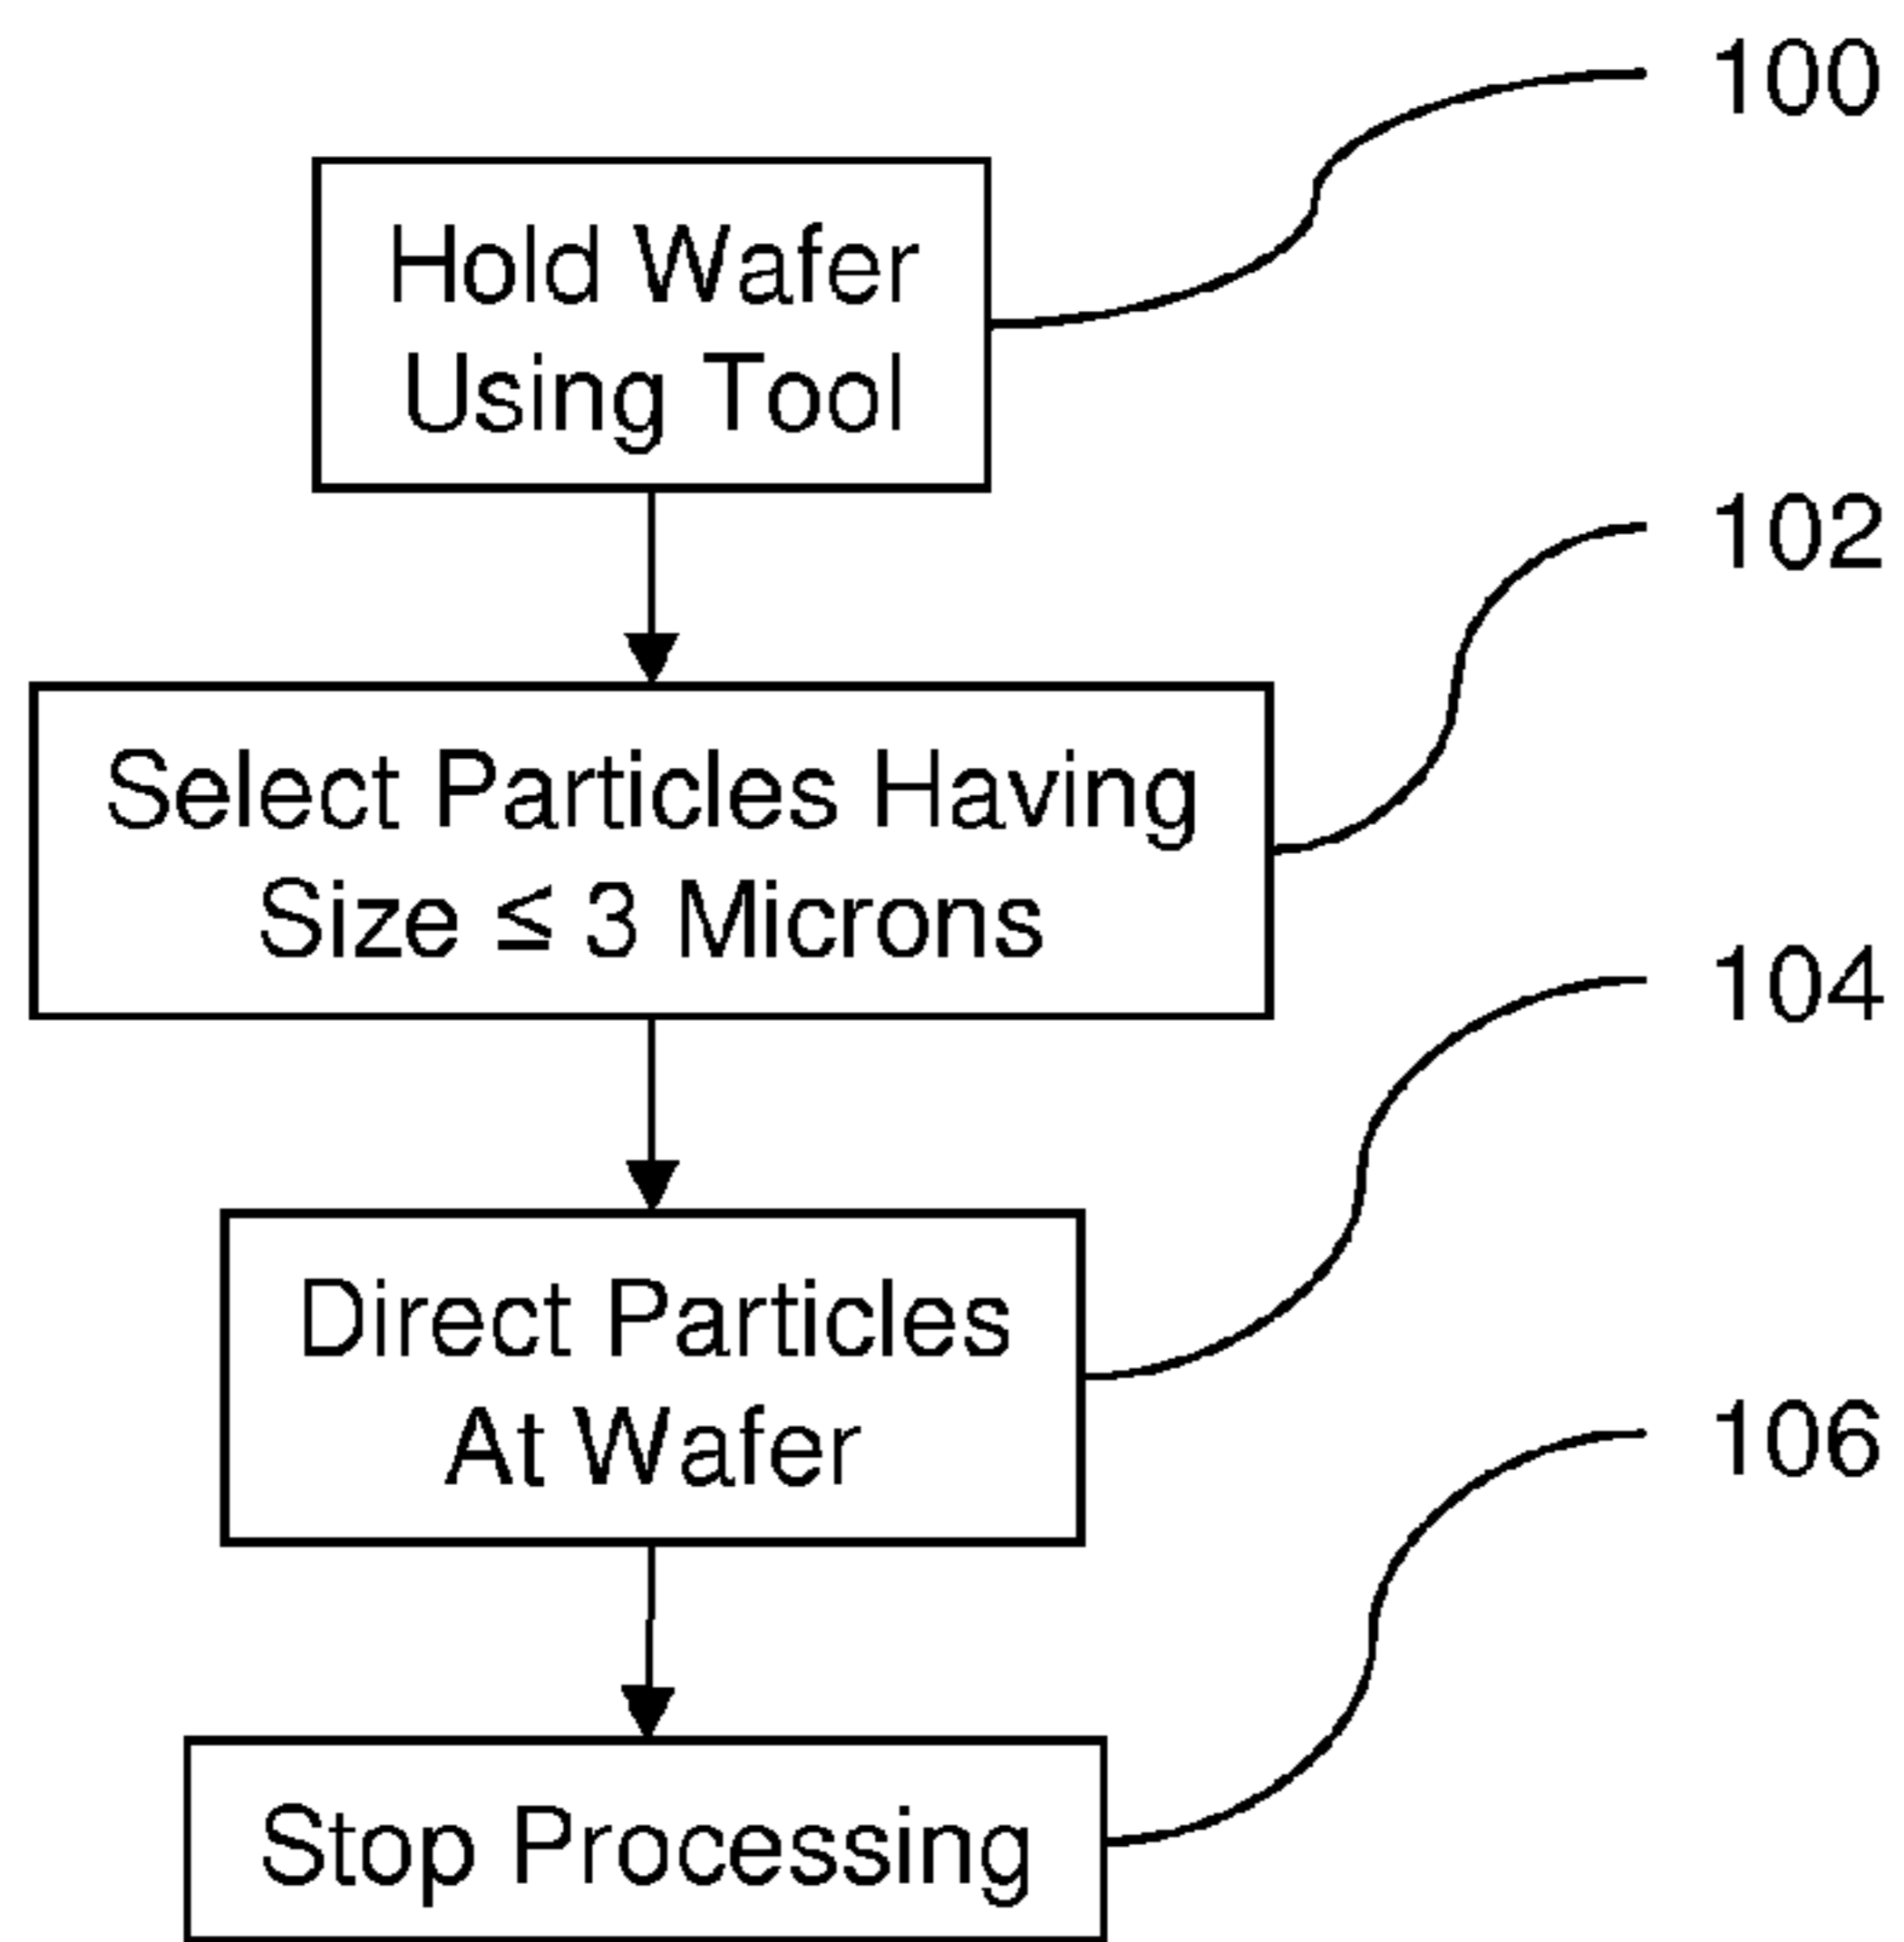 100
Hold Wafer
Using Tool
102
Select Particles Having
Size ≤ 3 Microns
104
Direct Particles
At Wafer
106
Stop Processing